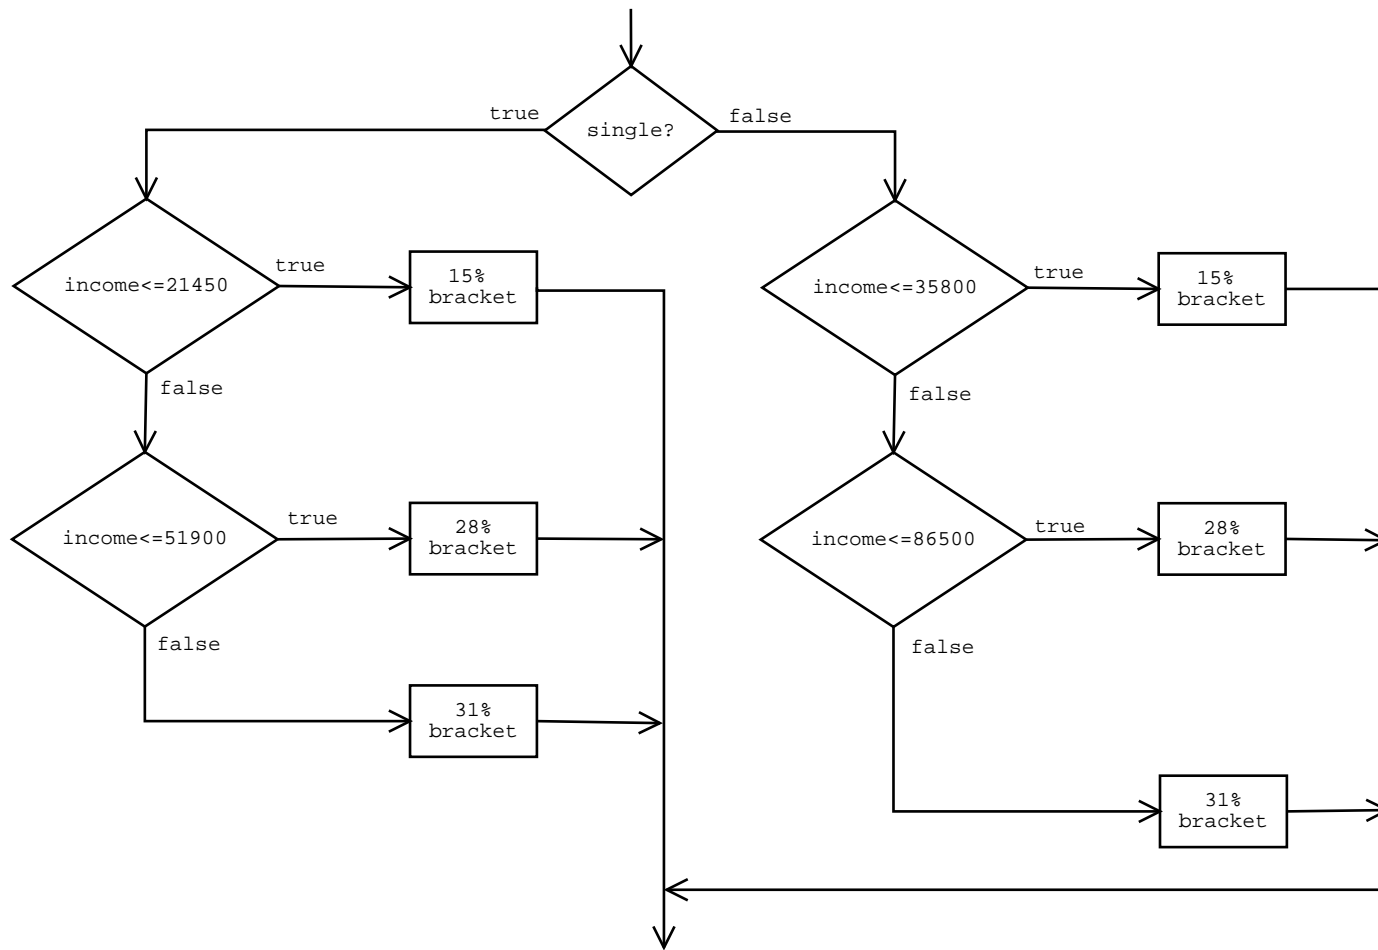 single?
true
false
income<=21450
true
15%
bracket
false
income<=51900
true
28%
bracket
false
31%
bracket
income<=35800
true
15%
bracket
false
income<=86500
true
28%
bracket
false
31%
bracket